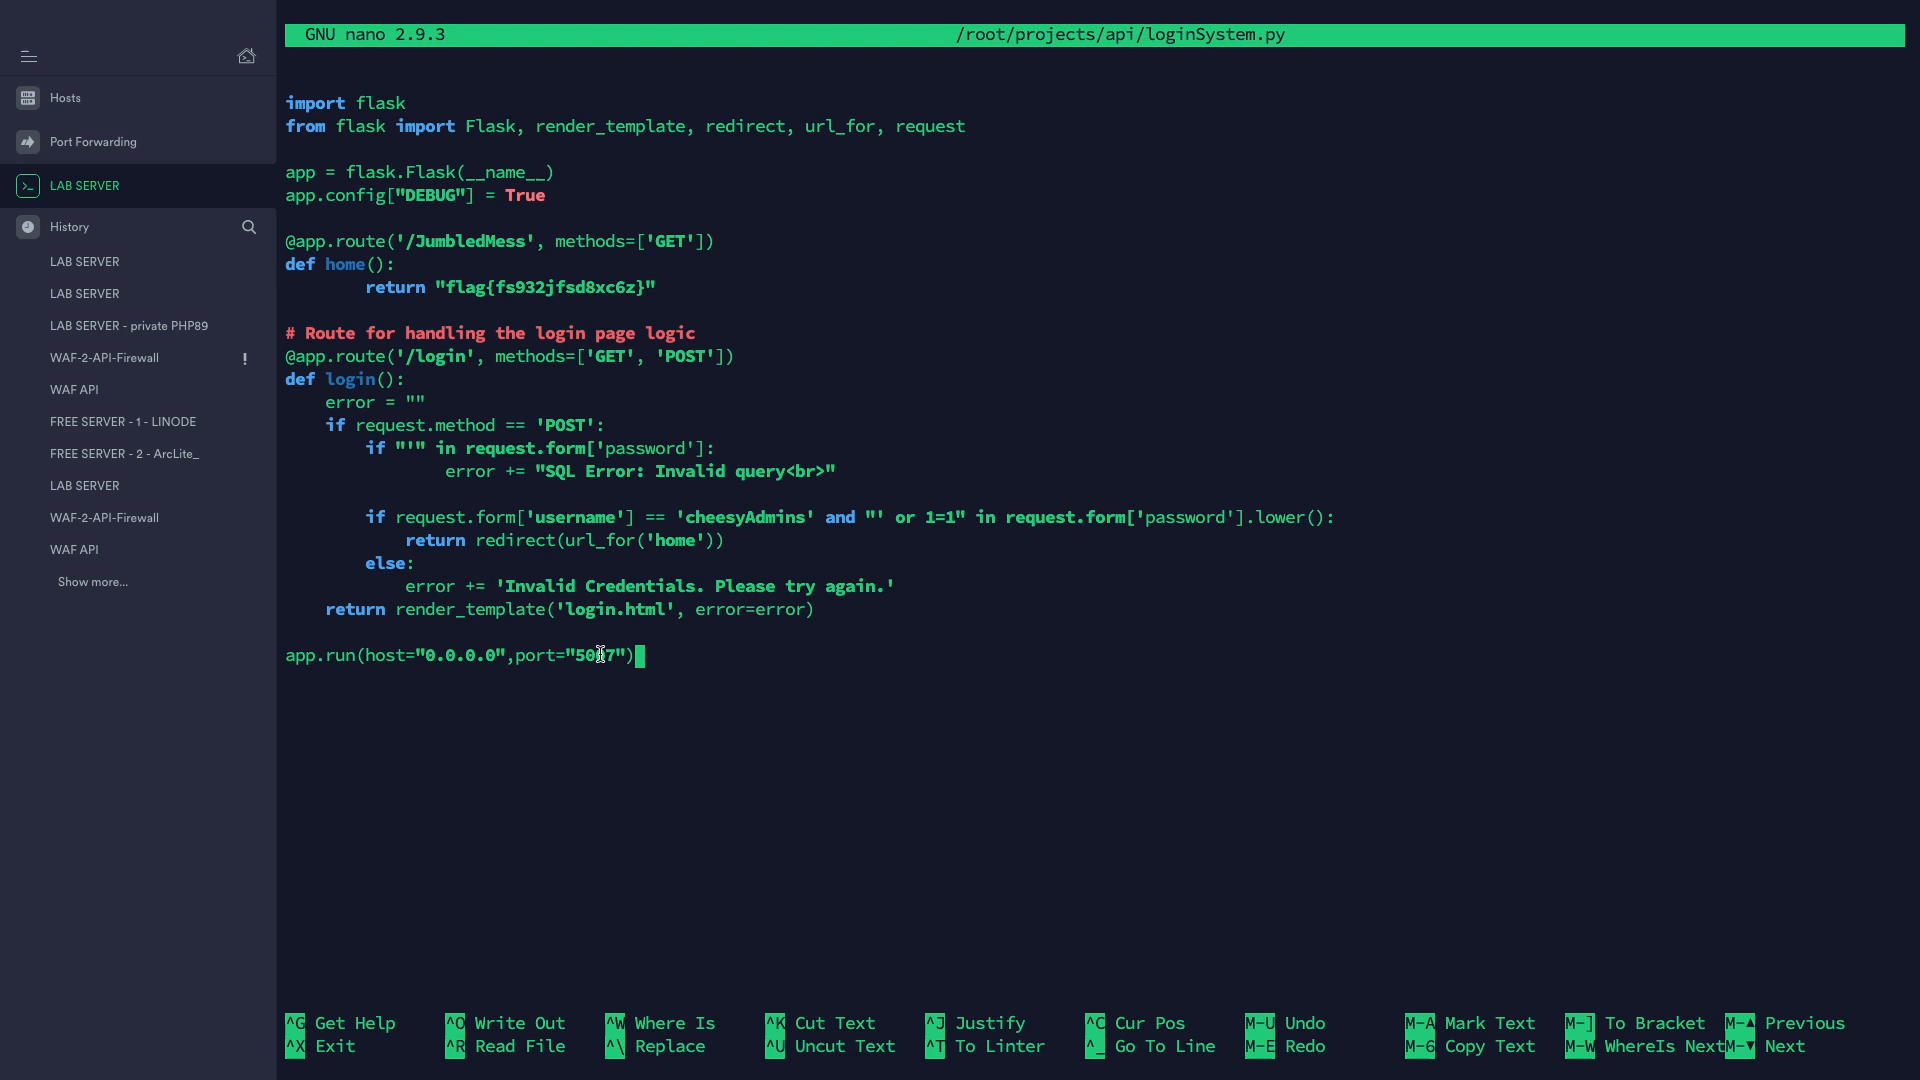 GNU nano 2.9.3 /root/projects/api/loginSystem.py
Hosts
Port Forwarding
LAB SERVER
History
LAB SERVER
LAB SERVER
LAB SERVER - private PHP89
WAF-2-API-Firewall !
WAF API
FREE SERVER - 1 - LINODE
FREE SERVER - 2 - ArcLite_
LAB SERVER
WAF-2-API-Firewall
WAF API
Show more...
import flask
from flask import Flask, render_template, redirect, url_for, request
app = flask.Flask(__name__)
app.config["DEBUG"] = True
@app.route('/JumbledMess', methods=['GET'])
def home():
        return "flag{fs932jfsd8xc6z}"
# Route for handling the login page logic
@app.route('/login', methods=['GET', 'POST'])
def login():
    error = ""
    if request.method == 'POST':
        if "'" in request.form['password']:
                error += "SQL Error: Invalid query<br>"
        if request.form['username'] == 'cheesyAdmins' and "' or 1=1" in request.form['password'].lower():
            return redirect(url_for('home'))
        else:
            error += 'Invalid Credentials. Please try again.'
    return render_template('login.html', error=error)
^G Get Help ^O Write Out ^W Where Is ^K Cut Text ^J Justify ^C Cur Pos M-U Undo M-A Mark Text M-] To Bracket M-▲ Previous
^X Exit ^R Read File ^\ Replace ^U Uncut Text ^T To Linter ^_ Go To Line M-E Redo M-6 Copy Text M-W WhereIs Next M-▼ Next
app.run(host="0.0.0.0",port=